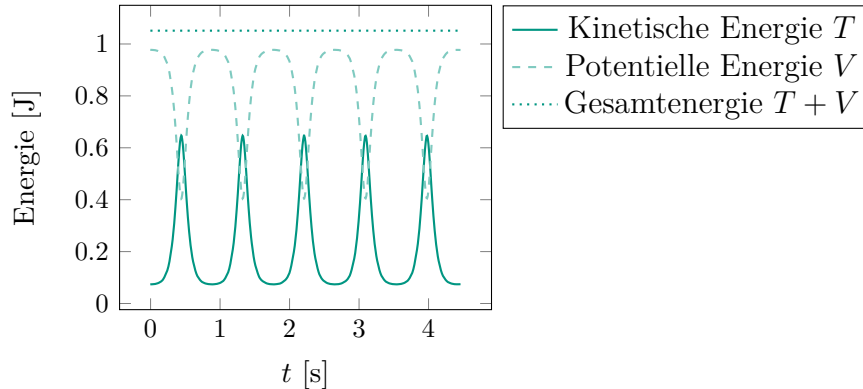 Energie [J]
1
0.8
0.6
0.4
0.2
0
0 1 2 3 4
t [s]
Kinetische Energie T
Potentielle Energie V
Gesamtenergie T + V